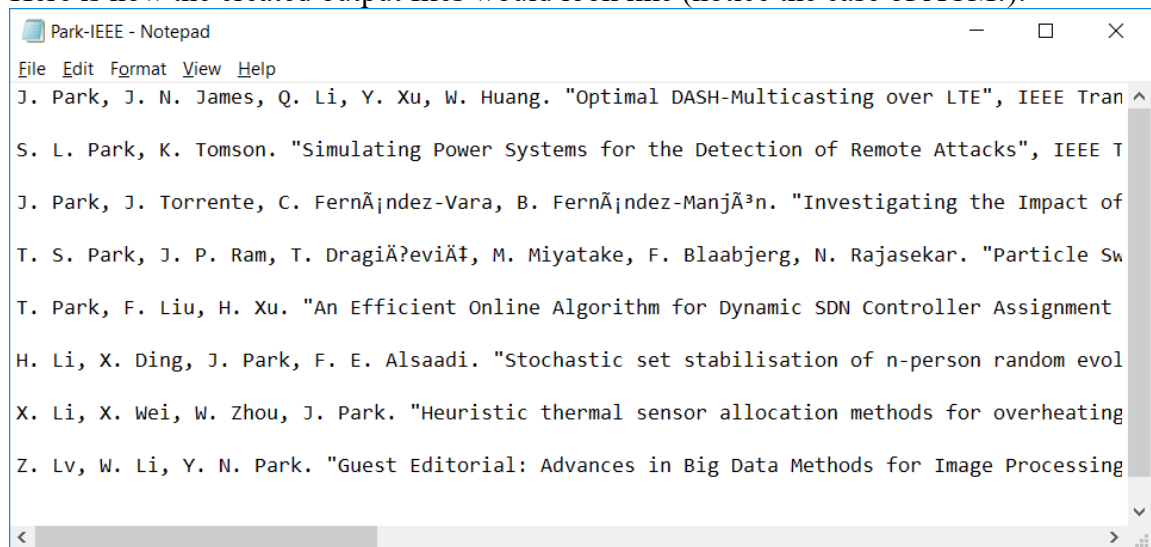 Park-IEEE - Notepad
File Edit Format View Help
J. Park, J. N. James, Q. Li, Y. Xu, W. Huang. "Optimal DASH-Multicasting over LTE", IEEE Tran
S. L. Park, K. Tomson. "Simulating Power Systems for the Detection of Remote Attacks", IEEE T
J. Park, J. Torrente, C. FernÃ¡ndez-Vara, B. FernÃ¡ndez-ManjÃ³n. "Investigating the Impact of
T. S. Park, J. P. Ram, T. DragiÄ?eviÄ‡, M. Miyatake, F. Blaabjerg, N. Rajasekar. "Particle Sw
T. Park, F. Liu, H. Xu. "An Efficient Online Algorithm for Dynamic SDN Controller Assignment
H. Li, X. Ding, J. Park, F. E. Alsaadi. "Stochastic set stabilisation of n-person random evol
X. Li, X. Wei, W. Zhou, J. Park. "Heuristic thermal sensor allocation methods for overheating
Z. Lv, W. Li, Y. N. Park. "Guest Editorial: Advances in Big Data Methods for Image Processing